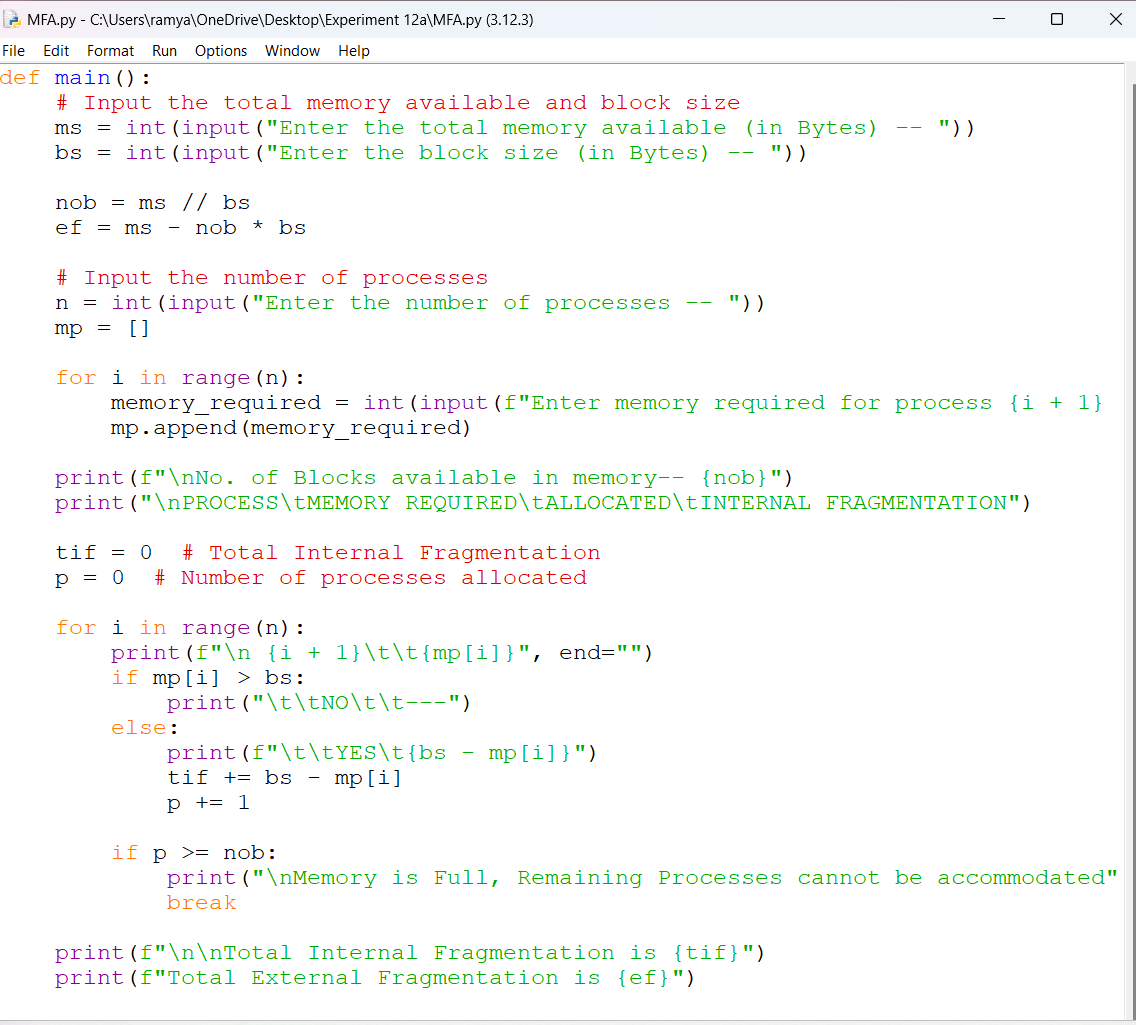 MFA.py - C:\Users\ramya\OneDrive\Desktop\Experiment 12a\MFA.py (3.12.3)
File Edit Format Run Options Window Help
def main():
    # Input the total memory available and block size
    ms = int(input("Enter the total memory available (in Bytes) -- "))
    bs = int(input("Enter the block size (in Bytes) -- "))

    nob = ms // bs
    ef = ms - nob * bs

    # Input the number of processes
    n = int(input("Enter the number of processes -- "))
    mp = []

    for i in range(n):
        memory_required = int(input(f"Enter memory required for process {i + 1}
        mp.append(memory_required)

    print(f"\nNo. of Blocks available in memory-- {nob}")
    print("\nPROCESS\tMEMORY REQUIRED\tALLOCATED\tINTERNAL FRAGMENTATION")

    tif = 0  # Total Internal Fragmentation
    p = 0  # Number of processes allocated

    for i in range(n):
        print(f"\n {i + 1}\t\t{mp[i]}", end="")
        if mp[i] > bs:
            print("\t\tNO\t\t---")
        else:
            print(f"\t\tYES\t{bs - mp[i]}")
            tif += bs - mp[i]
            p += 1

        if p >= nob:
            print("\nMemory is Full, Remaining Processes cannot be accommodated"
            break

    print(f"\n\nTotal Internal Fragmentation is {tif}")
    print(f"Total External Fragmentation is {ef}")